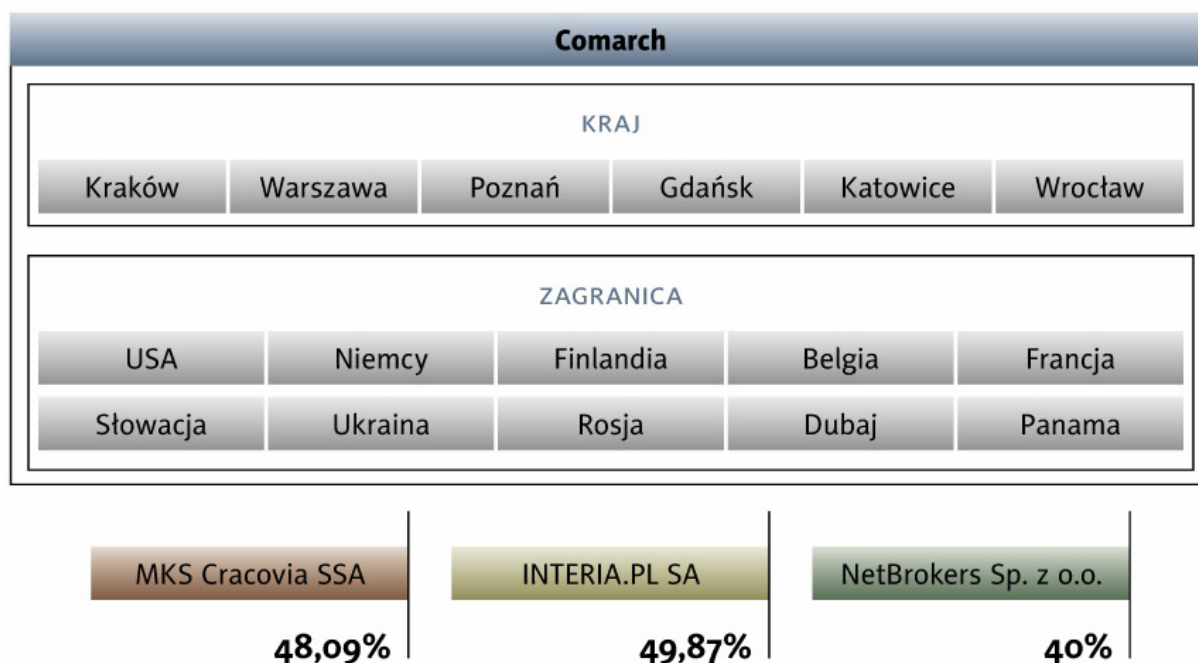 Comarch
KRAJ
Kraków Warszawa Poznań Gdańsk Katowice Wrocław
ZAGRANICA
USA Niemcy Finlandia Belgia Francja
Słowacja Ukraina Rosja Dubaj Panama
MKS Cracovia SSA INTERIA.PL SA NetBrokers Sp. z o.o.
48,09% 49,87% 40%